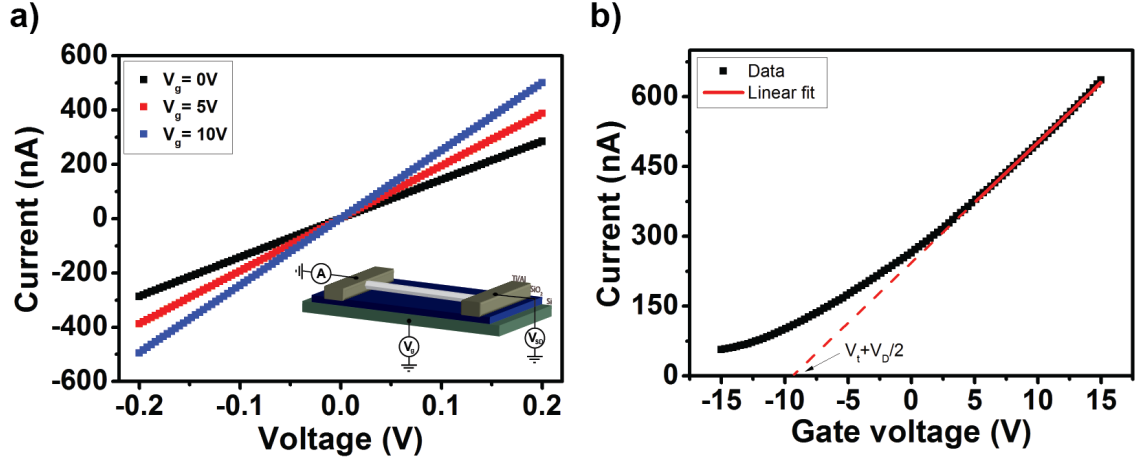 a)
Current (nA)
600
400
200
0
-200
-400
-600
V_g= 0V
V_g= 5V
V_g= 10V
A
Ti/Al
SiO_2
Si
V_g
V_SD
-0.2
-0.1
0.0
0.1
0.2
Voltage (V)
b)
Current (nA)
600
450
300
150
0
Data
Linear fit
V_t+V_D/2
-15
-10
-5
0
5
10
15
Gate voltage (V)